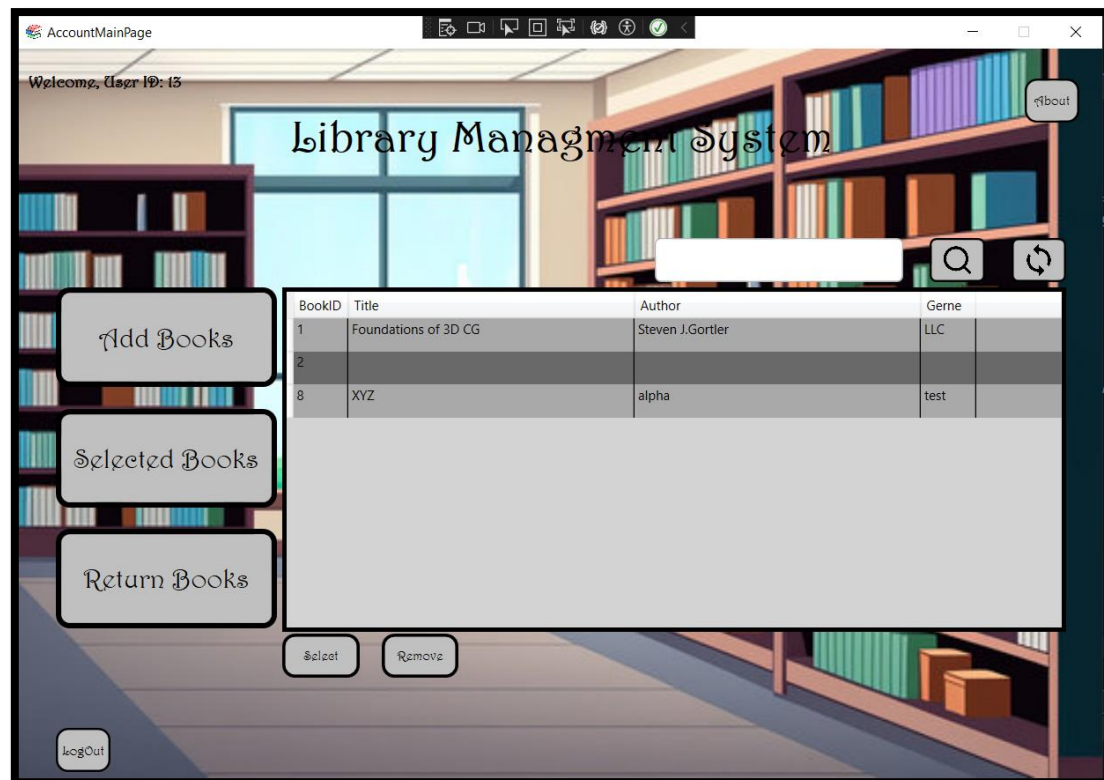 AccountMainPage
Welcome, User ID: 13
About
Library Managment System
BookID Title Author Gerne
1 Foundations of 3D CG Steven J.Gortler LLC
2
8 XYZ alpha test
Add Books
Selected Books
Return Books
Select Remove
LogOut